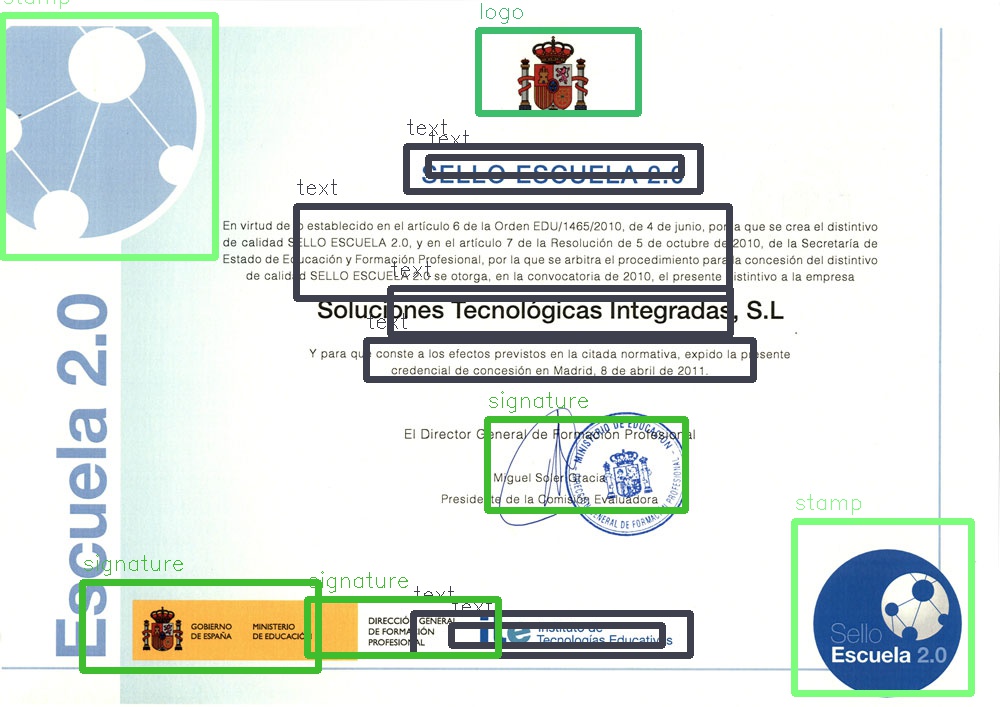 stamp
logo
text
text
SELLO ESCUELA 2.0
text
En virtud de lo establecido en el artículo 6 de la Orden EDU/1465/2010, de 4 de junio, por la que se crea el distintivo
de calidad SELLO ESCUELA 2.0, y en el artículo 7 de la Resolución de 5 de octubre de 2010, de la Secretaría de
Estado de Educación y Formación Profesional, por la que se arbitra el procedimiento para la concesión del distintivo
text
de calidad SELLO ESCUELA 2.0 se otorga, en la convocatoria de 2010, el presente distintivo a la empresa
Soluciones Tecnológicas Integradas, S.L
text
Y para que conste a los efectos previstos en la citada normativa, expido la presente
credencial de concesión en Madrid, 8 de abril de 2011.
signature
El Director General de Formación Profesional
Miguel Soler Gracia
Presidente de la Comisión Evaluadora
MINISTERIO DE EDUCACIÓN
DIRECCIÓN GENERAL DE FORMACIÓN PROFESIONAL
Escuela 2.0
stamp
signature
signature
text
text
GOBIERNO
DE ESPAÑA
MINISTERIO
DE EDUCACIÓN
DIRECCIÓN GENERAL
DE FORMACIÓN
PROFESIONAL
ite
Instituto de
Tecnologías Educativas
Sello
Escuela 2.0